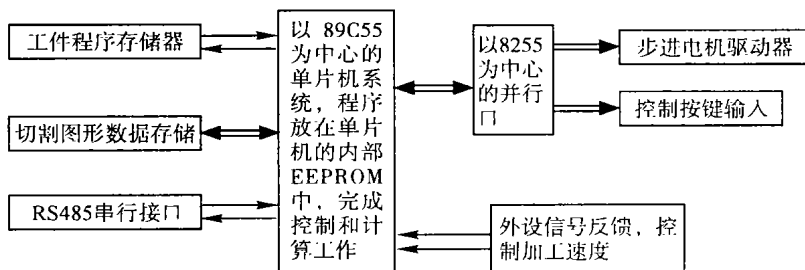 工件程序存储器
切割图形数据存储
RS485串行接口
以 89C55
为中心的
单片机系
统，程序
放在单片
机的内部
EEPROM
中，完成
控制和计
算工作
以8255
为中心
的并行
口
步进电机驱动器
控制按键输入
外设信号反馈，控
制加工速度